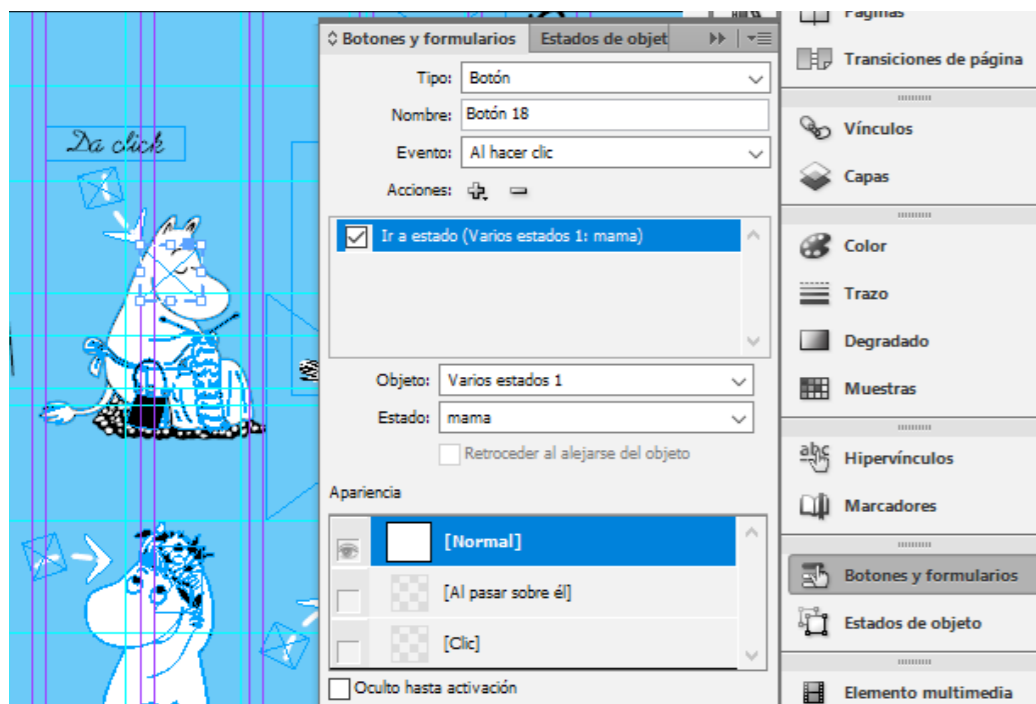 Páginas
Botones y formularios
Estados de objet
Transiciones de página
Tipo:
Botón
Nombre:
Botón 18
Vínculos
Da click
Evento:
Al hacer clic
Capas
Acciones:
Ir a estado (Varios estados 1: mama)
Color
Trazo
Degradado
Objeto:
Varios estados 1
Muestras
Estado:
mama
Retroceder al alejarse del objeto
Hipervínculos
Apariencia
Marcadores
[Normal]
Botones y formularios
[Al pasar sobre él]
Estados de objeto
[Clic]
Oculto hasta activación
Elemento multimedia
abc